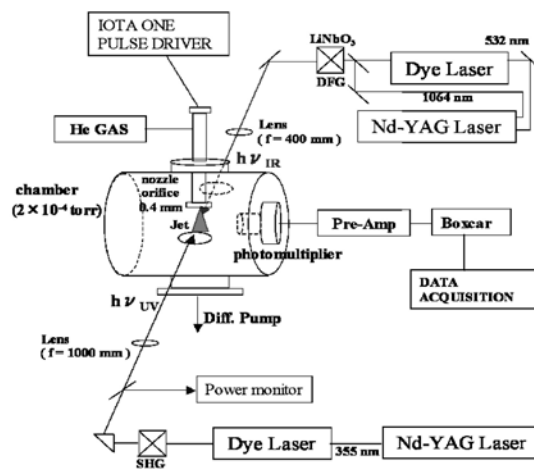 IOTA ONE
PULSE DRIVER
LiNbO3
532 nm
Dye Laser
DFG
1064 nm
He GAS
Lens
( f = 400 mm )
Nd-YAG Laser
hν IR
chamber
(2 × 10-4 torr)
nozzle
orifice
0.4 mm
Jet
photomultiplier
Pre-Amp
Boxcar
DATA
ACQUISITION
hν UV
Diff. Pump
Lens
( f = 1000 mm )
Power monitor
SHG
Dye Laser
355 nm
Nd-YAG Laser